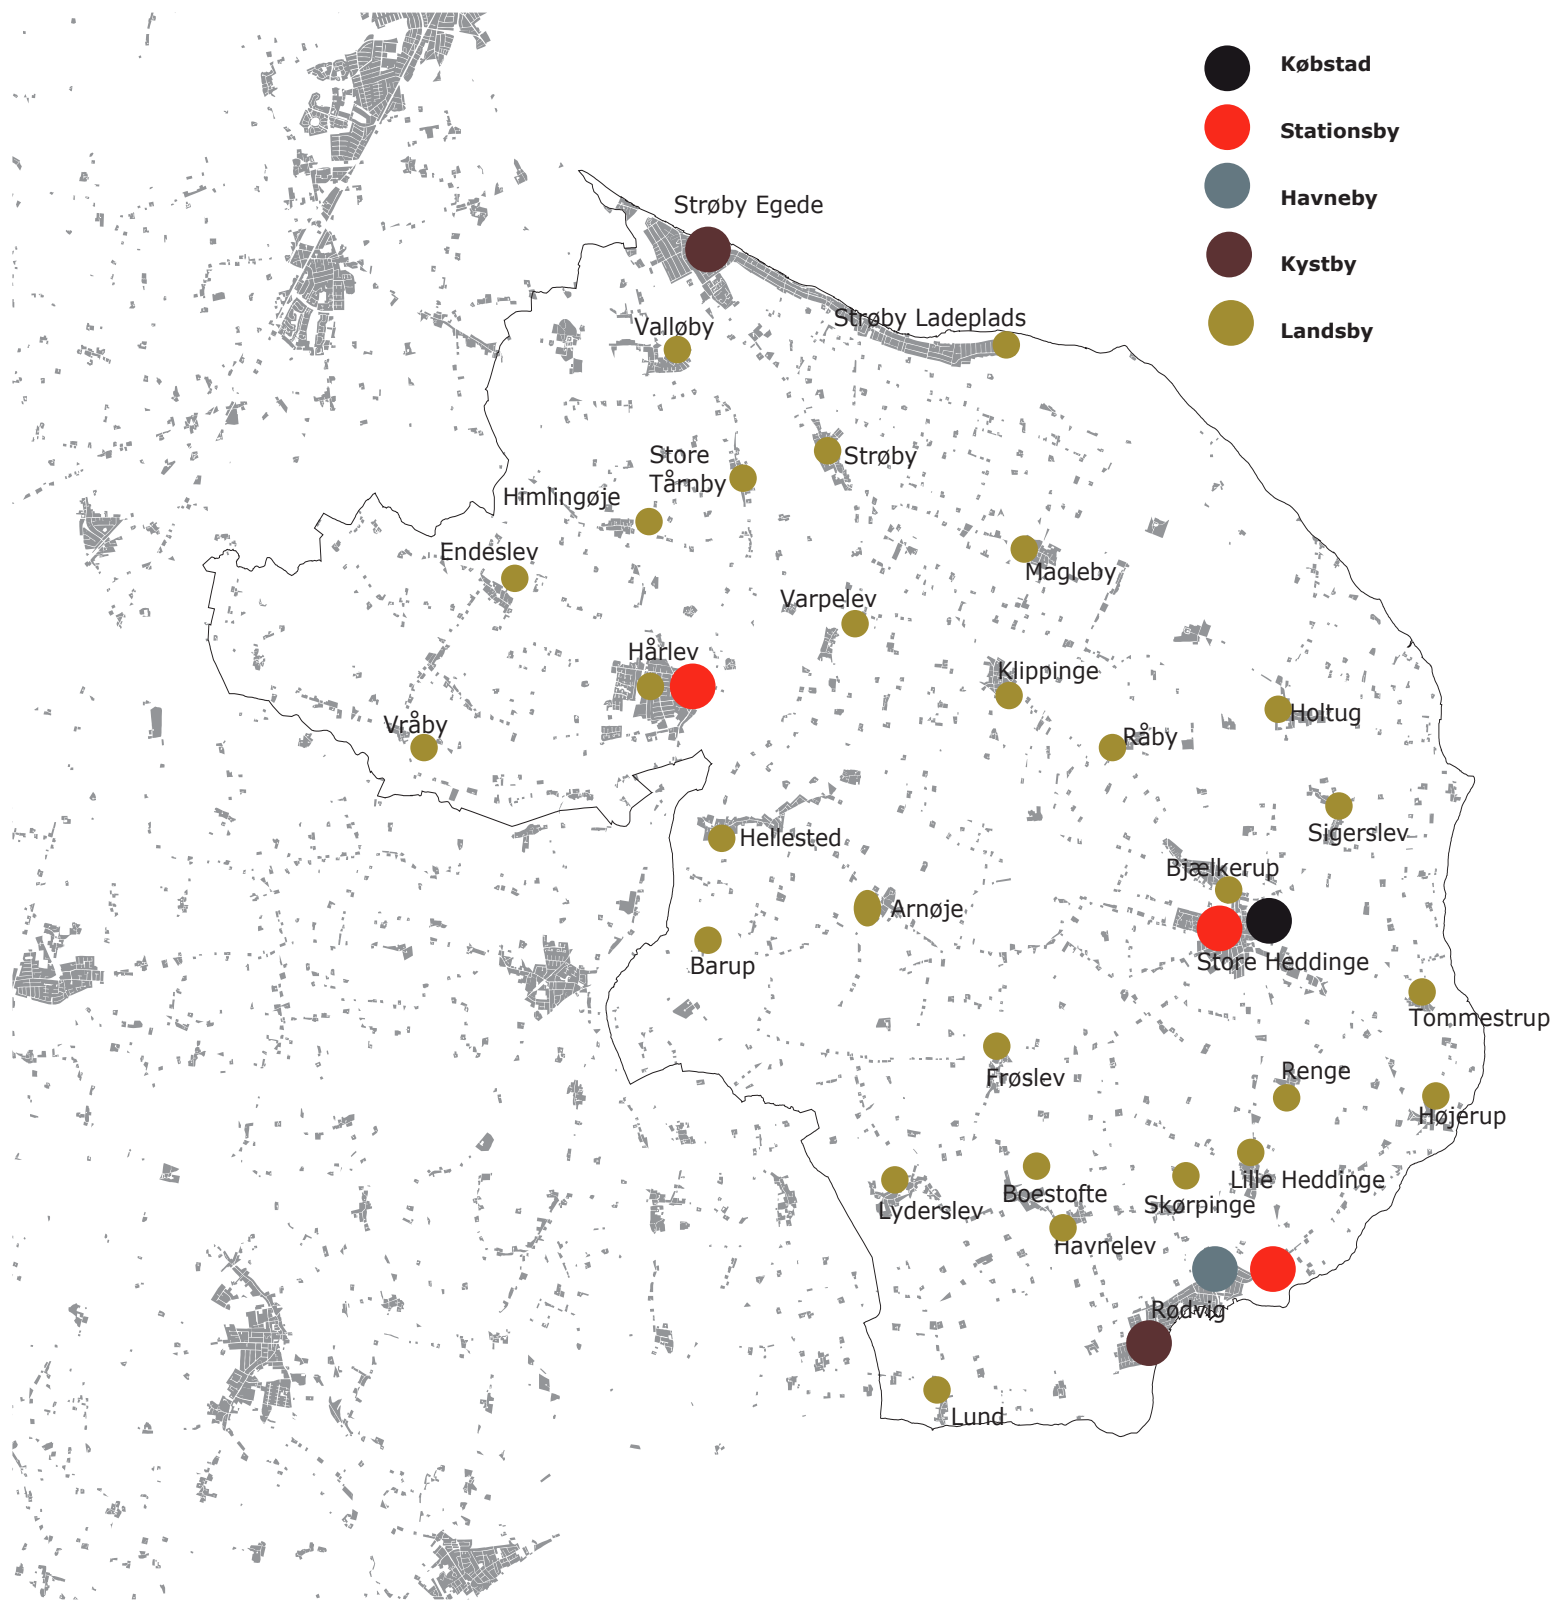 Købstad
Stationsby
Havneby
Kystby
Landsby
Strøby Egede
Valløby
Strøby Ladeplads
Store
Tårnby
Strøby
Himlingøje
Endeslev
Magleby
Varpelev
Hårlev
Klippinge
Vråby
Råby
Holtug
Sigerslev
Hellested
Bjælkerup
Arnøje
Barup
Store Heddinge
Tommestrup
Frøslev
Renge
Højerup
Lyderslev
Boestofte
Skørpinge
Lille Heddinge
Havnelev
Rødvig
Lund